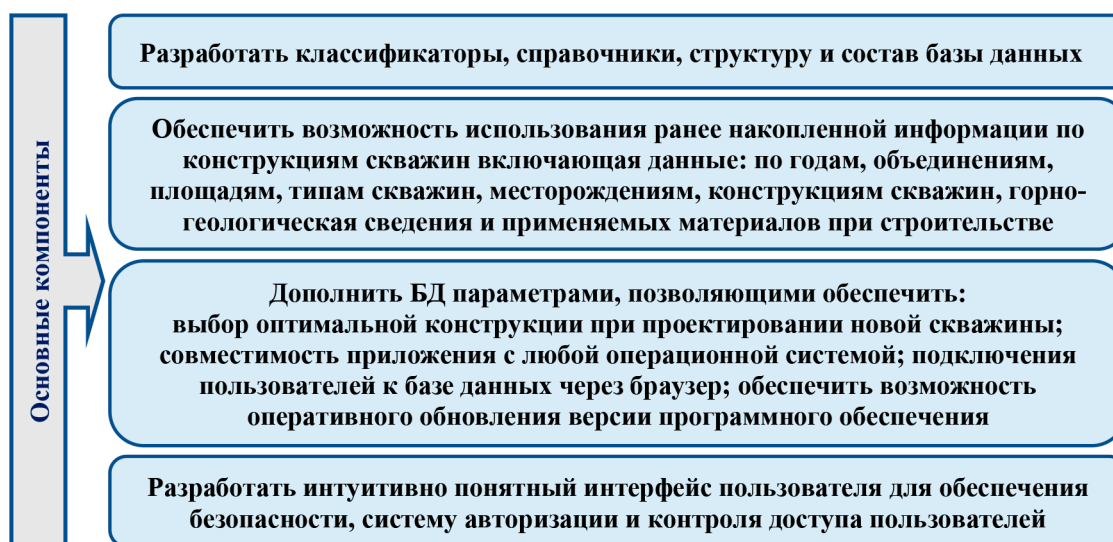 Основные компоненты
Разработать классификаторы, справочники, структуру и состав базы данных
Обеспечить возможность использования ранее накопленной информации по
конструкциям скважин включающая данные: по годам, объединениям,
площадям, типам скважин, месторождениям, конструкциям скважин, горно-
геологическая сведения и применяемых материалов при строительстве
Дополнить БД параметрами, позволяющими обеспечить:
выбор оптимальной конструкции при проектировании новой скважины;
совместимость приложения с любой операционной системой; подключения
пользователей к базе данных через браузер; обеспечить возможность
оперативного обновления версии программного обеспечения
Разработать интуитивно понятный интерфейс пользователя для обеспечения
безопасности, систему авторизации и контроля доступа пользователей